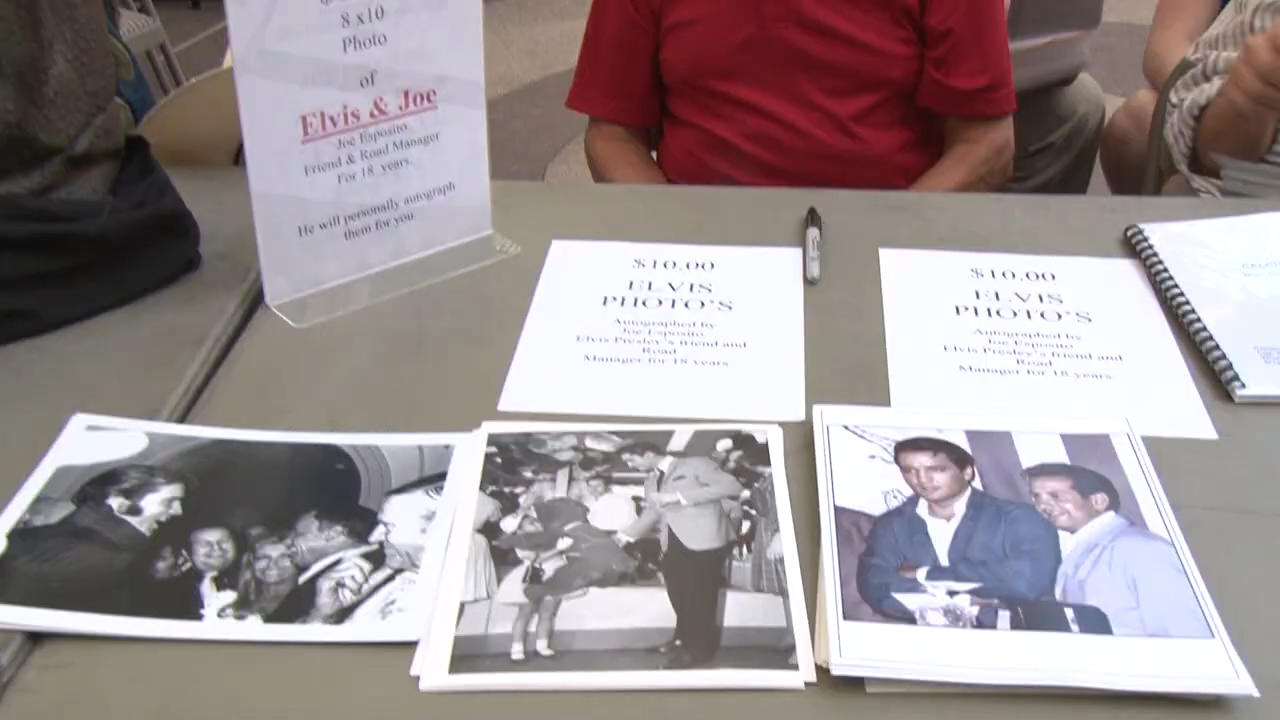 8 x10
Photo
of
Elvis & Joe
Joe Esposito
Friend & Road Manager
For 18 years.
He will personally autograph
them for you.
$10.00
ELVIS
PHOTO'S
Autographed by
Joe Esposito
Elvis Presley's friend and
Road
Manager for 18 years
$10.00
ELVIS
PHOTO'S
Autographed by
Joe Esposito
Elvis Presley's friend and
Road
Manager for 18 years.